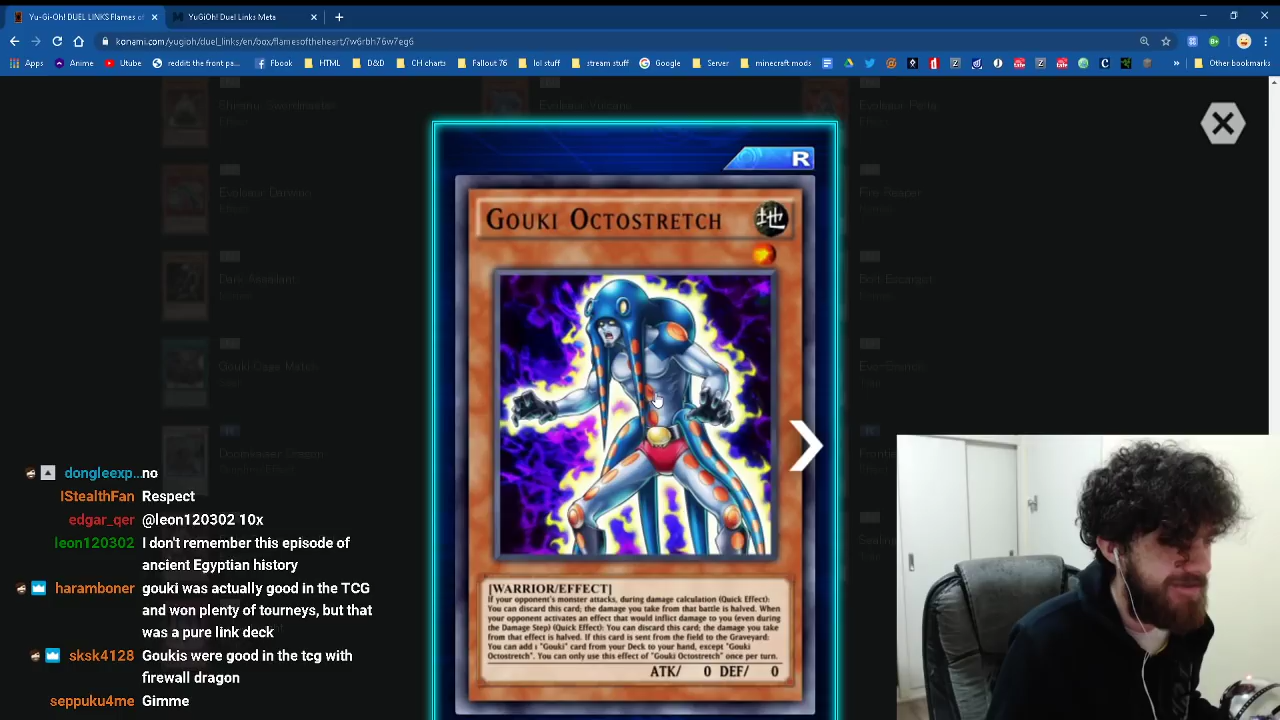 Yu-Gi-Oh! DUEL LINKS Flames of
YuGiOh! Duel Links Meta
konami.com/yugioh/duel_links/en/box/flamesoftheheart/w6rbh76w7eg6
Apps
Anime
Utube
reddit: the front pa...
Fbook
HTML
D&D
CH charts
Fallout 76
lol stuff
stream stuff
Google
Server
minecraft mods
R
GOUKI OCTOSTRETCH
地
[WARRIOR/EFFECT]
If your opponent's monster attacks, during damage calculation (Quick Effect):
You can discard this card; the damage you take from that battle is halved. When
your opponent activates an effect that would inflict damage to you (even during
the Damage Step) (Quick Effect): You can discard this card; the damage you take
from that effect is halved. If this card is sent from the field to the Graveyard:
You can add 1 "Gouki" card from your Deck to your hand, except "Gouki
Octostretch". You can only use this effect of "Gouki Octostretch" once per turn.
ATK/ 0 DEF/ 0
Evolsaur Darwino
Fire Reaper
Gouki Cage Match
dongleexp...no
IStealthFan Respect
edgar_qer @leon120302 10x
leon120302 I don't remember this episode of
ancient Egyptian history
haramboner gouki was actually good in the TCG
and won plenty of tourneys, but that
was a pure link deck
sksk4128 Goukis were good in the tcg with
firewall dragon
seppuku4me Gimme